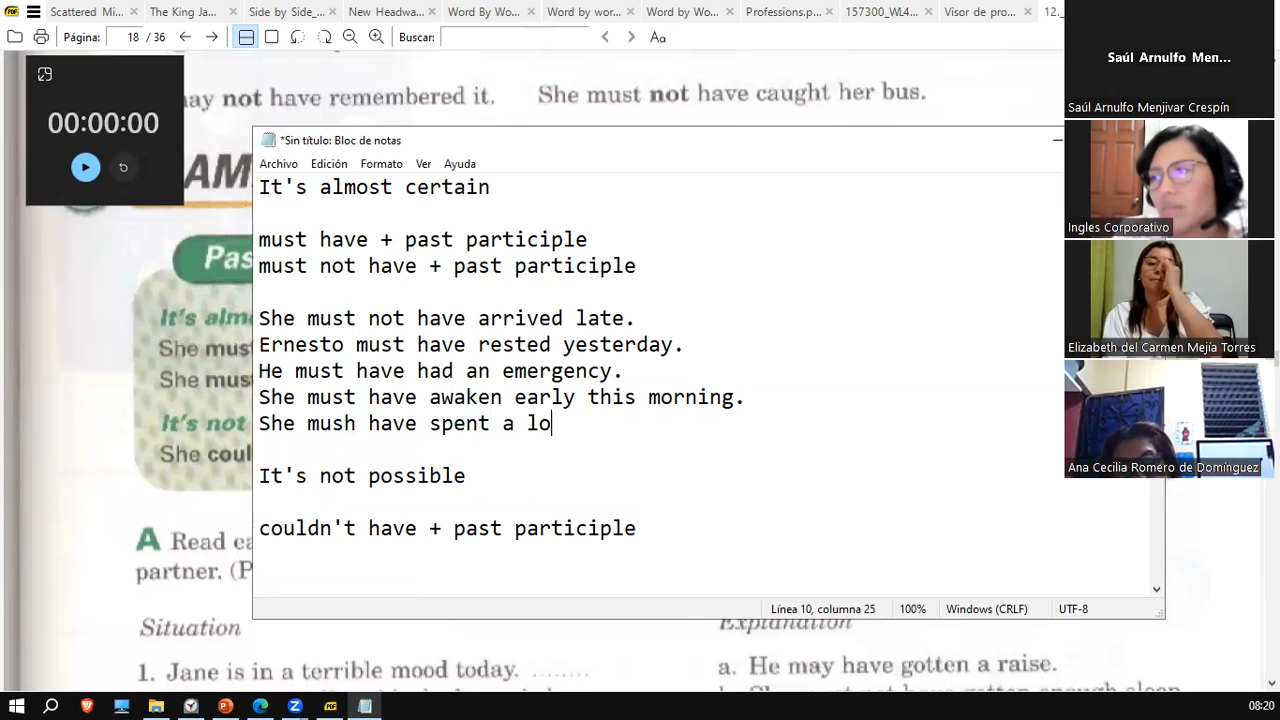 Scattered Mi...
The King Ja...
Side by Side_...
New Headwa...
Word By Wo...
Word by wor...
Word by Wo...
Professions.p...
157300_WL4...
Visor de pro...
12._
Página: 18 / 36
Buscar:
Aa
may not have remembered it. She must not have caught her bus.
00:00:00
*Sin título: Bloc de notas
Archivo Edición Formato Ver Ayuda
It's almost certain
must have + past participle
must not have + past participle
She must not have arrived late.
Ernesto must have rested yesterday.
He must have had an emergency.
She must have awaken early this morning.
She mush have spent a lo
It's not possible
couldn't have + past participle
Línea 10, columna 25 100% Windows (CRLF) UTF-8
Pas
It's alm
She mus
She mus
It's not
She coul
A Read ea
partner. (P
Situation
Explanation
1. Jane is in a terrible mood today. ........
a. He may have gotten a raise.
Saúl Arnulfo Men...
Saúl Arnulfo Menjivar Crespín
Ingles Corporativo
Elizabeth del Carmen Mejía Torres
Ana Cecilia Romero de Domínguez
08:20